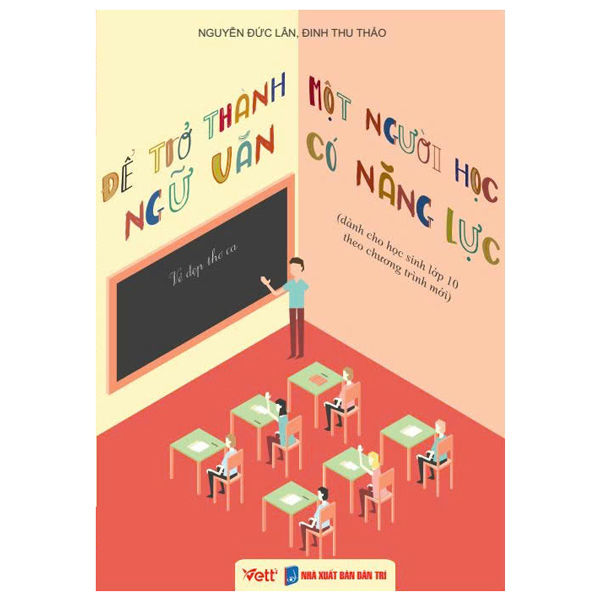 NGUYỄN ĐỨC LÂN, ĐINH THU THẢO
ĐỂ TRỞ THÀNH MỘT NGƯỜI HỌC
NGỮ VĂN CÓ NĂNG LỰC
(dành cho học sinh lớp 10
theo chương trình mới)
Vẻ đẹp thơ ca
Vett
NHÀ XUẤT BẢN DÂN TRÍ